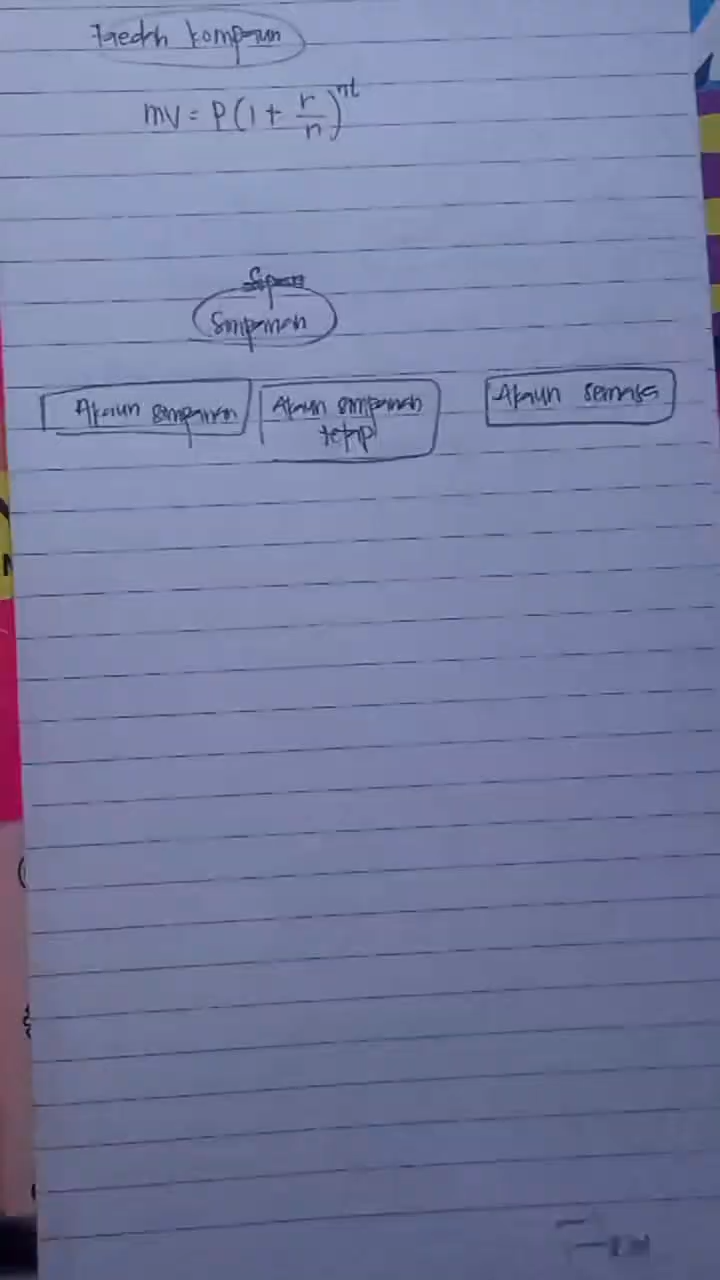 Faedah kompaun
MV = P(1 + r/n)^nt
Simpanan
Akaun simpanan
Akaun simpanan
tetap
Akaun semasa